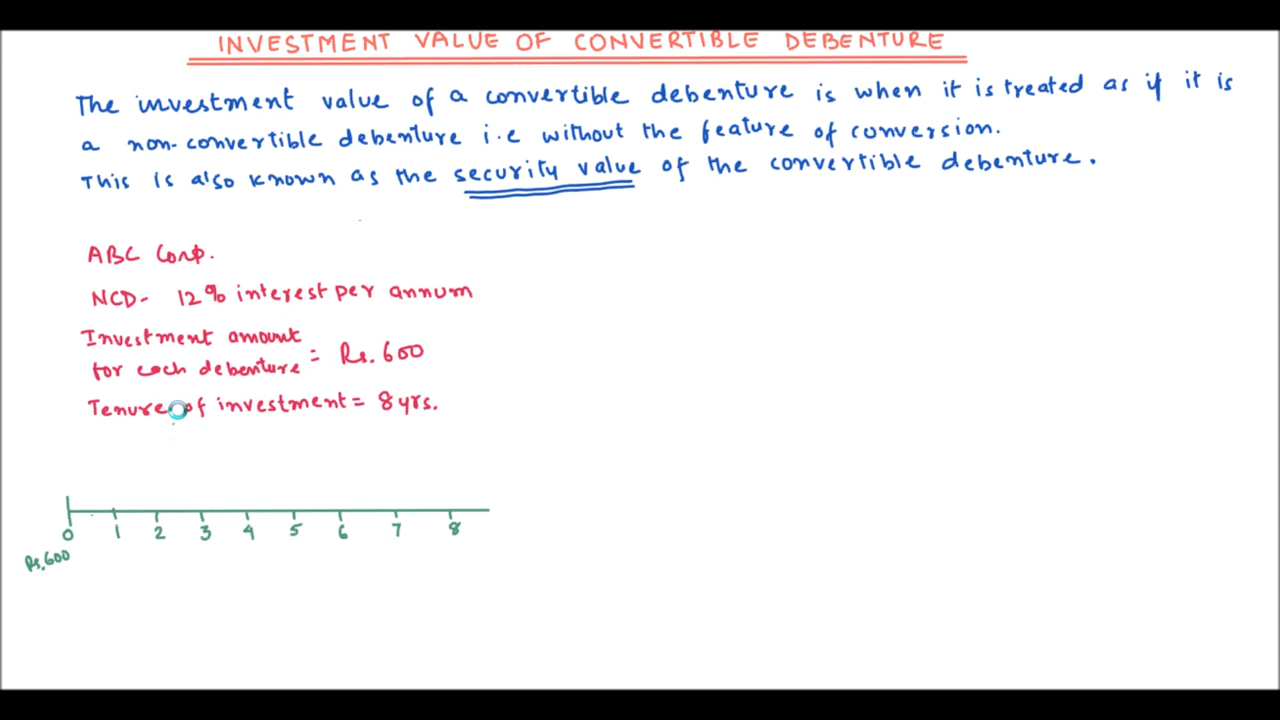 INVESTMENT VALUE OF CONVERTIBLE DEBENTURE
The investment value of a convertible debenture is when it is treated as if it is
a non-convertible debenture i.e without the feature of conversion.
This is also known as the security value of the convertible debenture.
ABC Corp.
NCD- 12% interest per annum
Investment amount
for each debenture = Rs. 600
Tenure of investment = 8 yrs.
0 1 2 3 4 5 6 7 8
Rs. 600